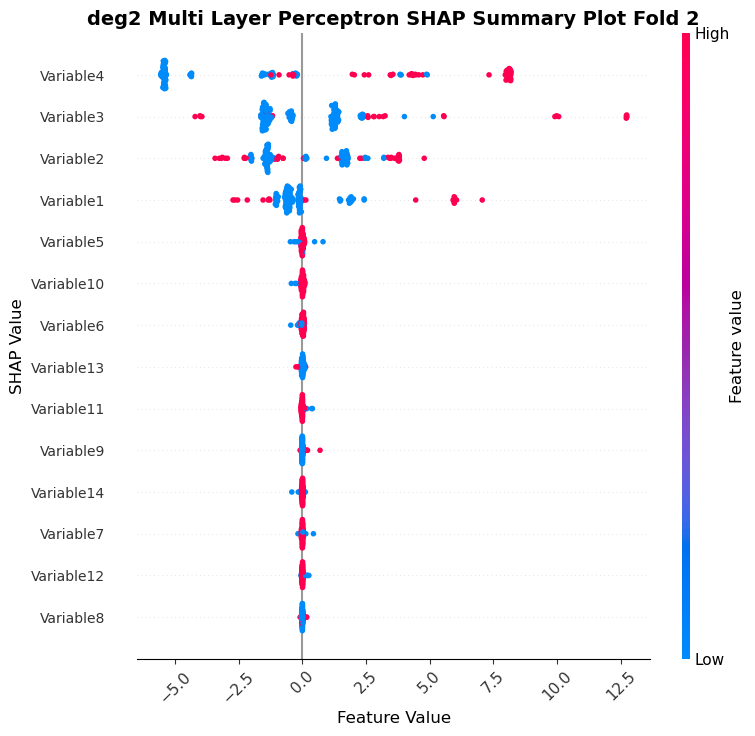 deg2 Multi Layer Perceptron SHAP Summary Plot Fold 2
High
Variable4
Variable3
Variable2
Variable1
Variable5
Variable10
Variable6
Variable13
Variable11
Variable9
Variable14
Variable7
Variable12
Variable8
SHAP Value
Feature value
Low
−5.0
−2.5
0.0
2.5
5.0
7.5
10.0
12.5
Feature Value